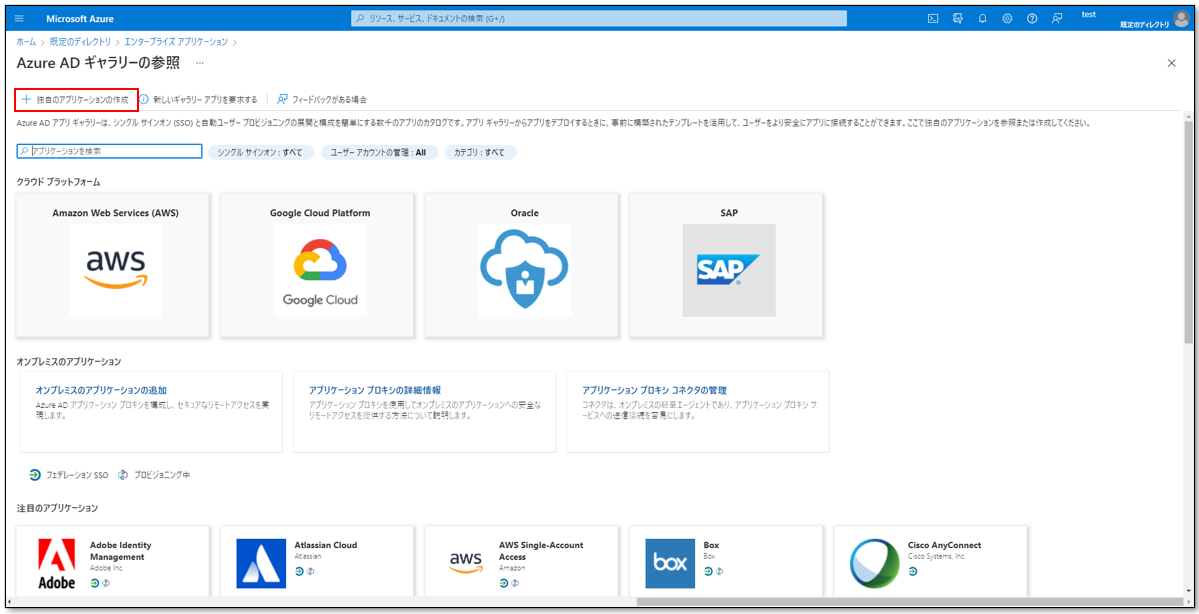 Microsoft Azure
リソース、サービス、ドキュメントの検索 (G+/)
test
既定のディレクトリ
ホーム > 既定のディレクトリ > エンタープライズ アプリケーション >
Azure AD ギャラリーの参照 ...
+ 独自のアプリケーションの作成
新しいギャラリー アプリを要求する
フィードバックがある場合
Azure AD アプリ ギャラリーは、シングル サインオン (SSO) と自動ユーザー プロビジョニングの展開と構成を簡単にする数千のアプリのカタログです。アプリ ギャラリーからアプリをデプロイするときに、事前に構築されたテンプレートを活用して、ユーザーをより安全にアプリに接続することができます。ここで独自のアプリケーションを参照または作成してください。
アプリケーションを検索
シングル サインオン : すべて
ユーザー アカウントの管理 : All
カテゴリ : すべて
クラウド プラットフォーム
Amazon Web Services (AWS)
aws
Google Cloud Platform
Google Cloud
Oracle
SAP
SAP
オンプレミスのアプリケーション
オンプレミスのアプリケーションの追加
Azure AD アプリケーション プロキシを構成し、セキュアなリモートアクセスを実
現します。
アプリケーション プロキシの詳細情報
アプリケーション プロキシを使用してオンプレミスのアプリケーションへの安全な
リモートアクセスを提供する方法について説明します。
アプリケーション プロキシ コネクタの管理
コネクタは、オンプレミスの軽量エージェントであり、アプリケーション プロキシ サ
ービスへの送信接続を容易にします。
フェデレーション SSO
プロビジョニング中
注目のアプリケーション
Adobe
Adobe Identity
Management
Adobe Inc.
Atlassian Cloud
Atlassian
aws
AWS Single-Account
Access
Amazon
box
Box
Box
Cisco AnyConnect
Cisco Systems, Inc.